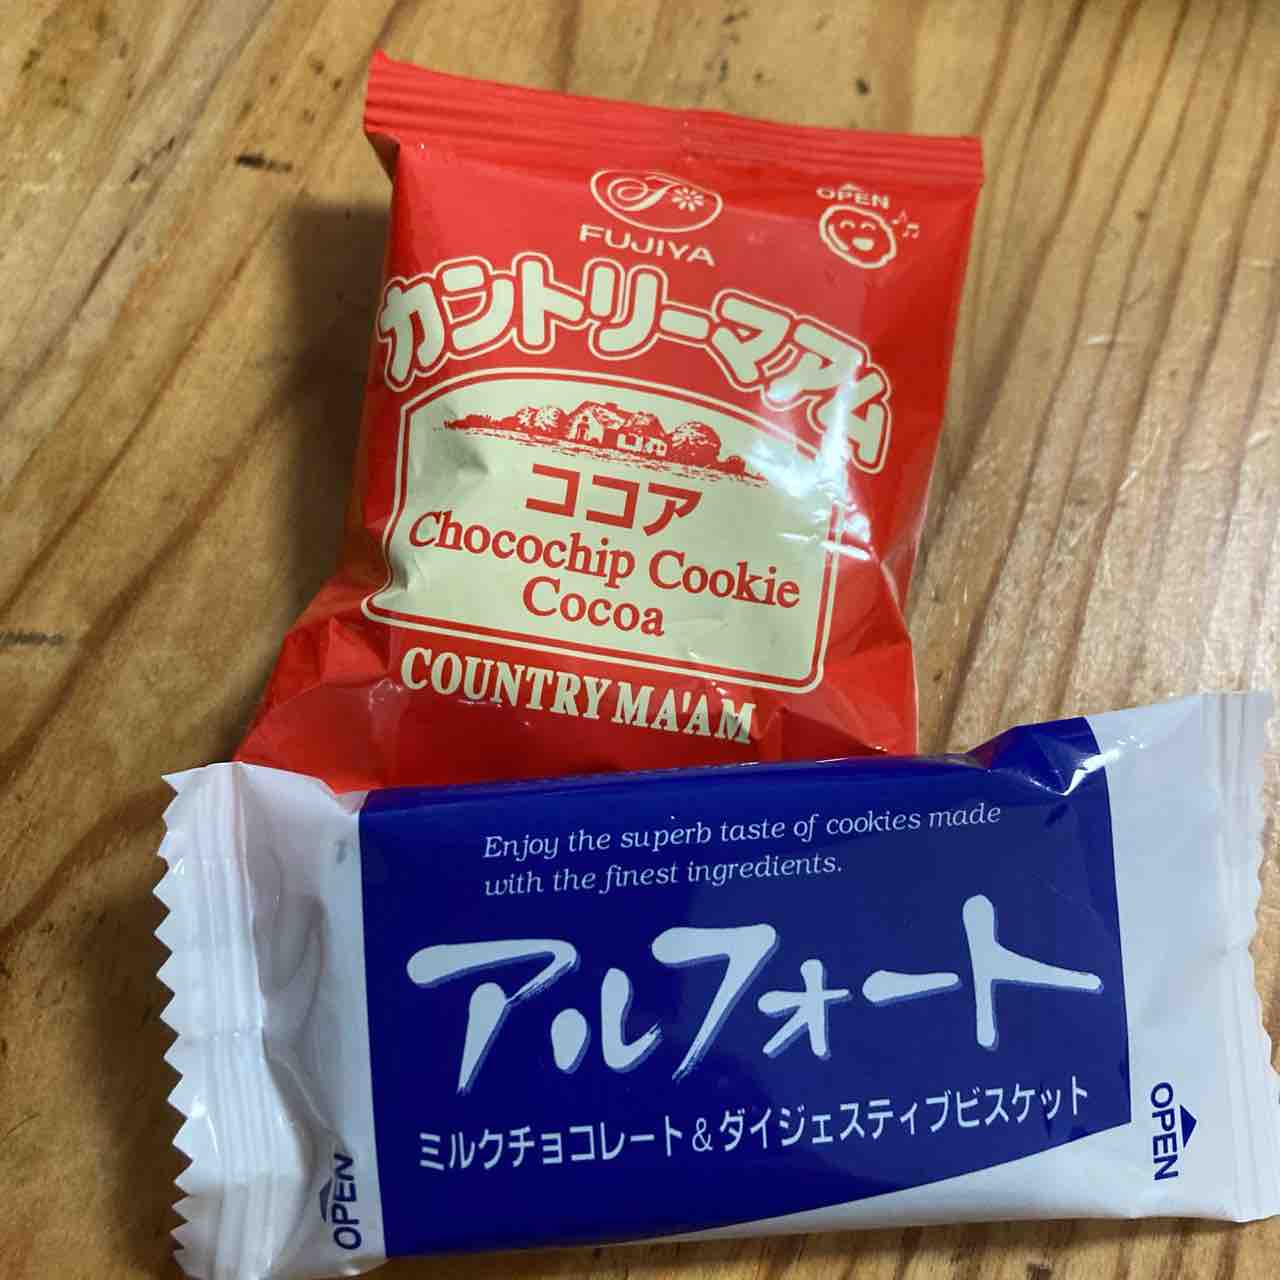 FUJIYA
OPEN
カントリーマアム
ココア
Chocochip Cookie
Cocoa
COUNTRY MA'AM
Enjoy the superb taste of cookies made
with the finest ingredients.
アルフォート
ミルクチョコレート&ダイジェスティブビスケット
OPEN
OPEN